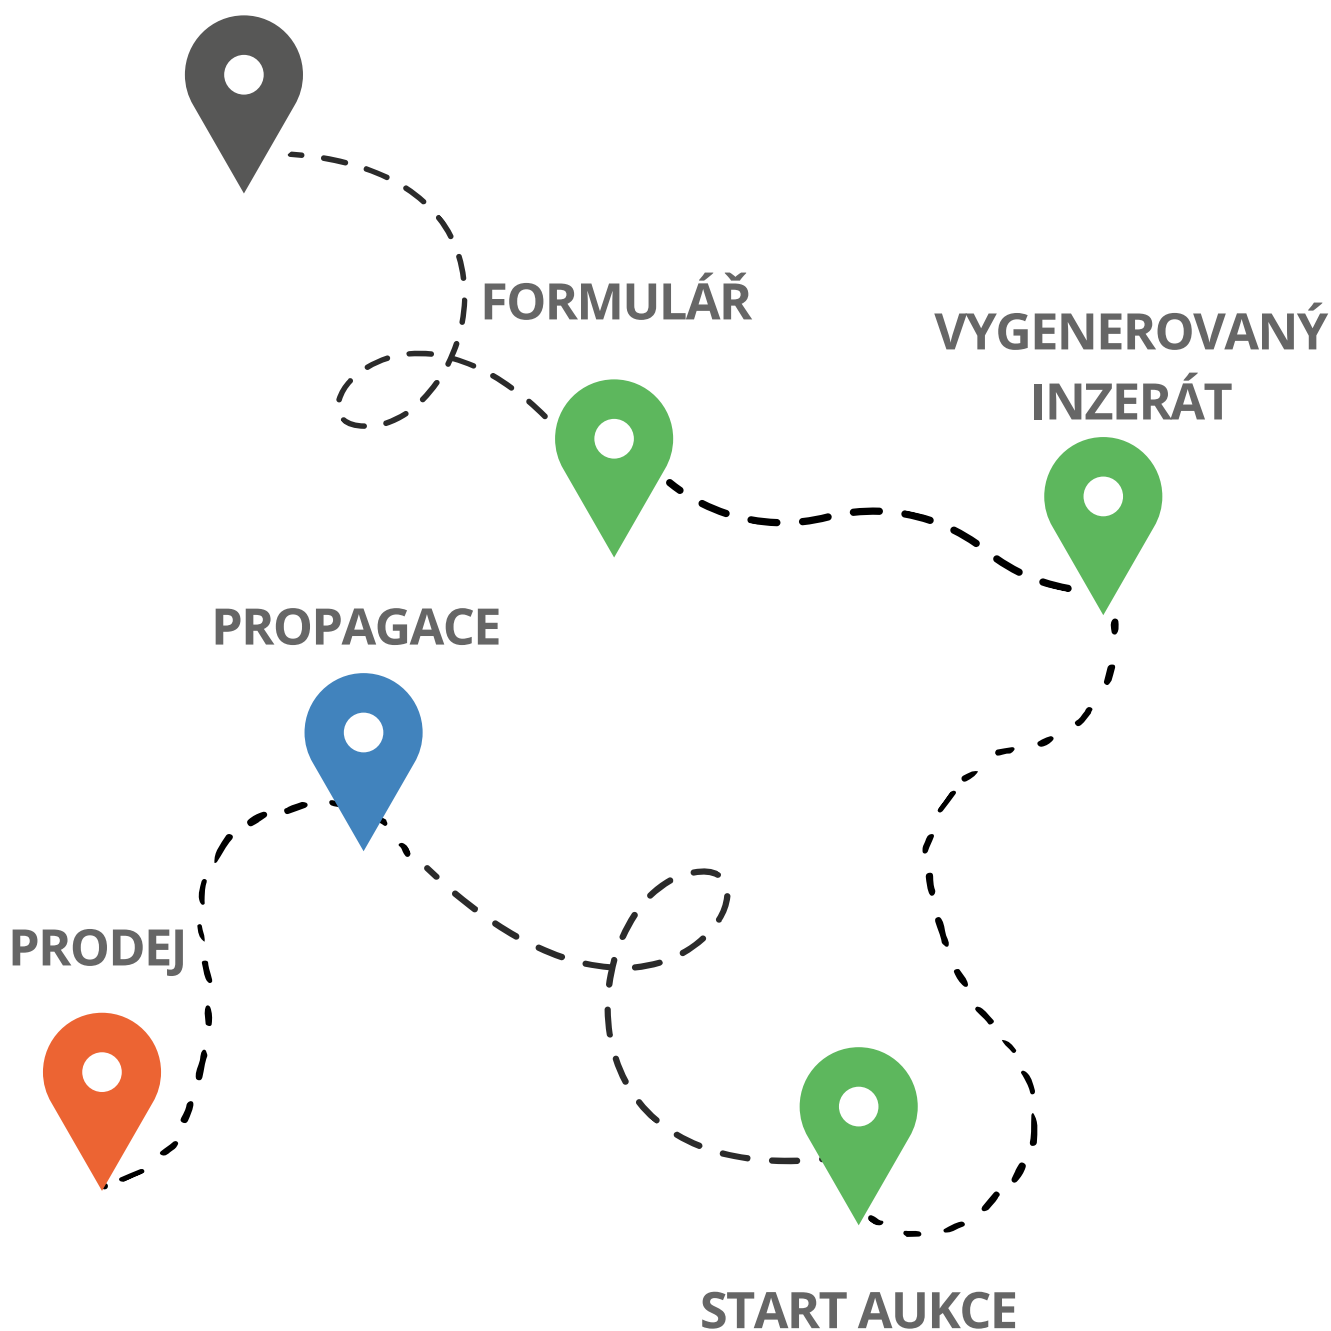 FORMULÁŘ
VYGENEROVANÝ
INZERÁT
PROPAGACE
PRODEJ
START AUKCE